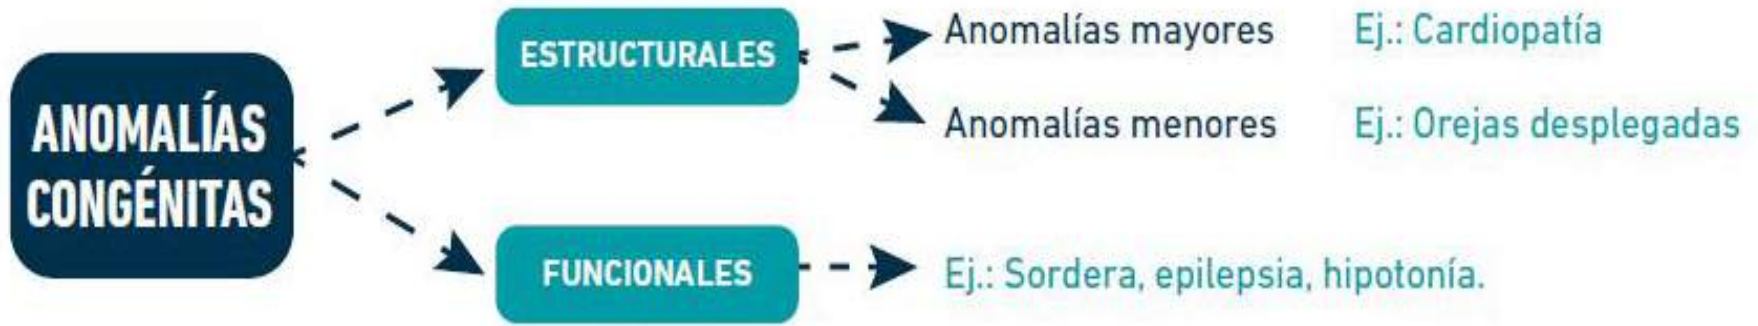 ANOMALÍAS
CONGÉNITAS
ESTRUCTURALES
Anomalías mayores Ej.: Cardiopatía
Anomalías menores Ej.: Orejas desplegadas
FUNCIONALES
Ej.: Sordera, epilepsia, hipotonía.